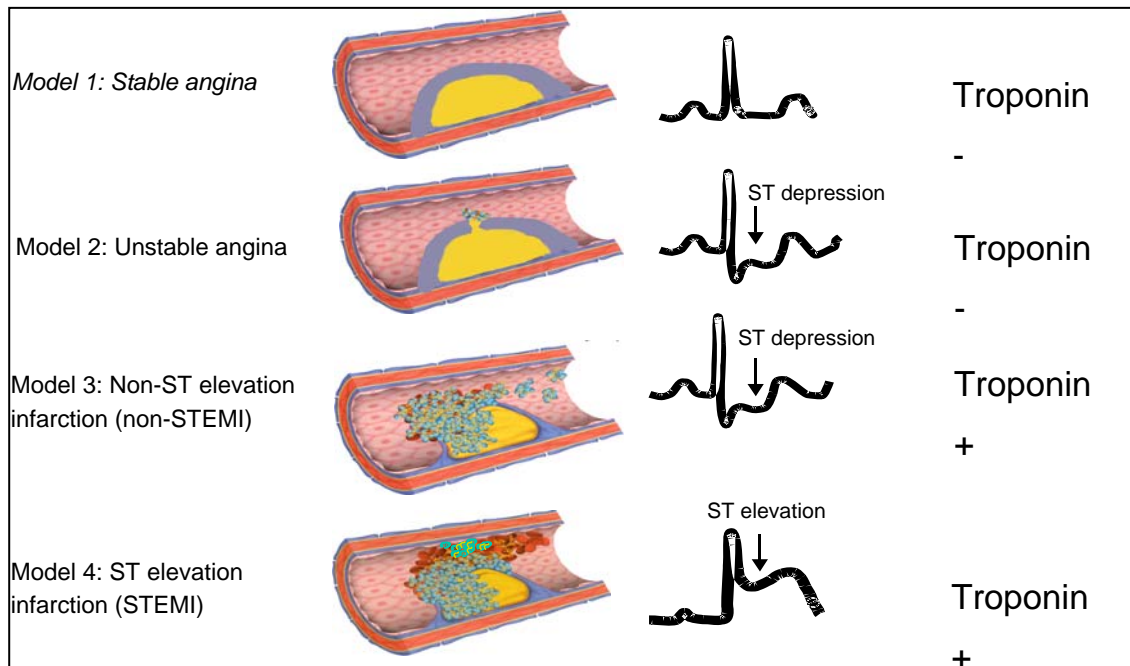 Model 1: Stable angina
Troponin
-
Model 2: Unstable angina
ST depression
Troponin
-
Model 3: Non-ST elevation
infarction (non-STEMI)
ST depression
Troponin
+
Model 4: ST elevation
infarction (STEMI)
ST elevation
Troponin
+